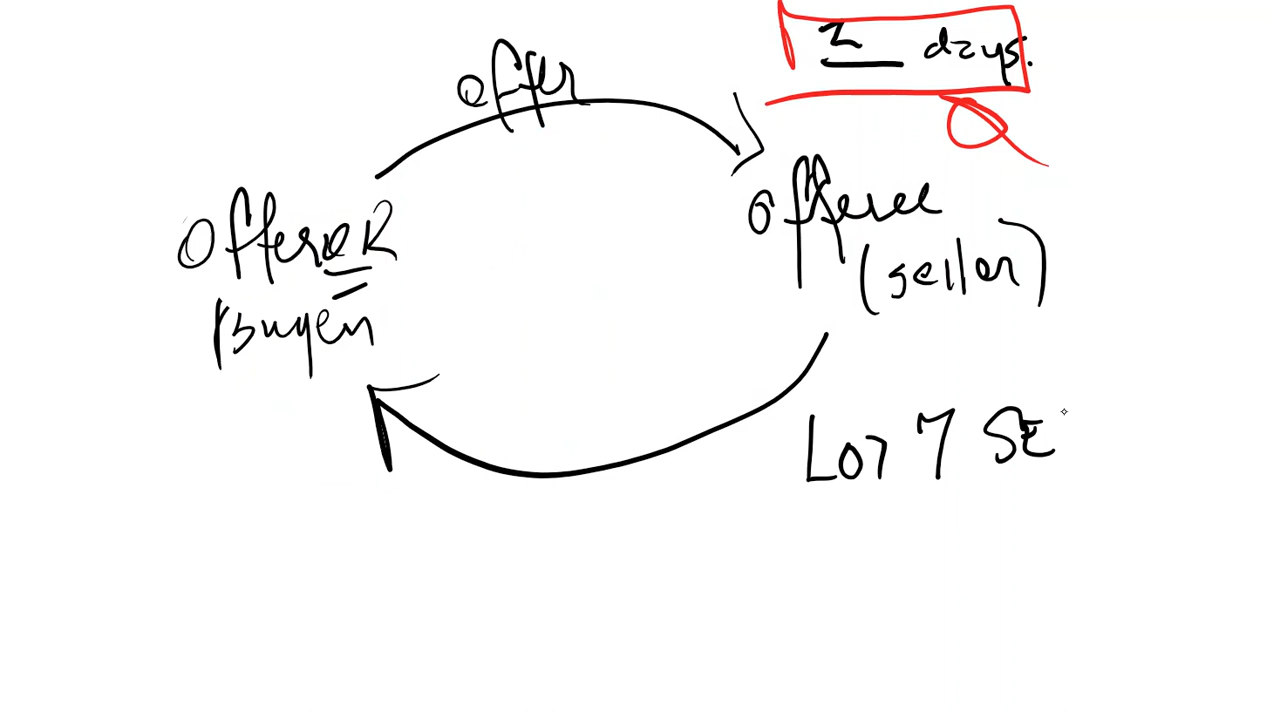 offer
2 days.
OfferoR
Buyer
offeree
(seller)
Lot 7 SE